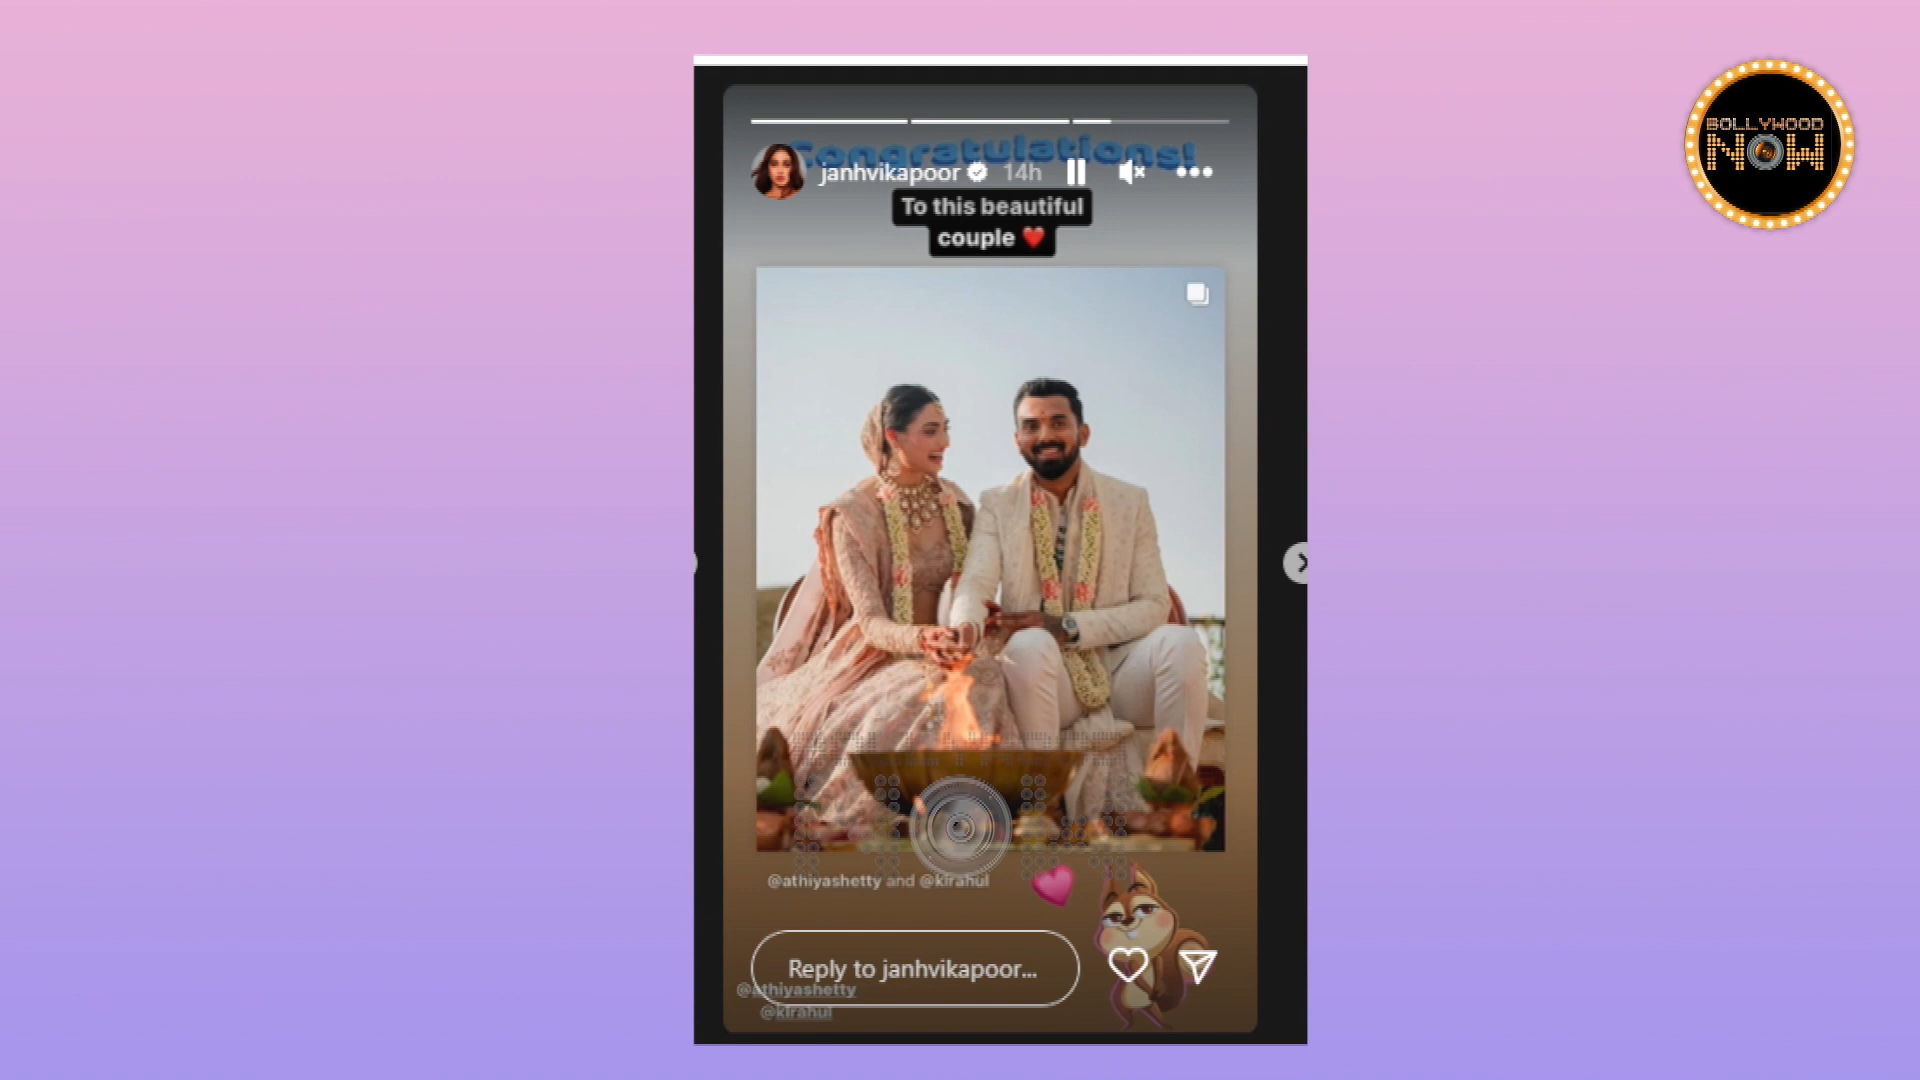 Congratulations!
janhvikapoor 14h
To this beautiful
couple ❤️
BOLLYWOOD
NOW
@athiyashetty and @klrahul
Reply to janhvikapoor...
@athiyashetty
@klrahul